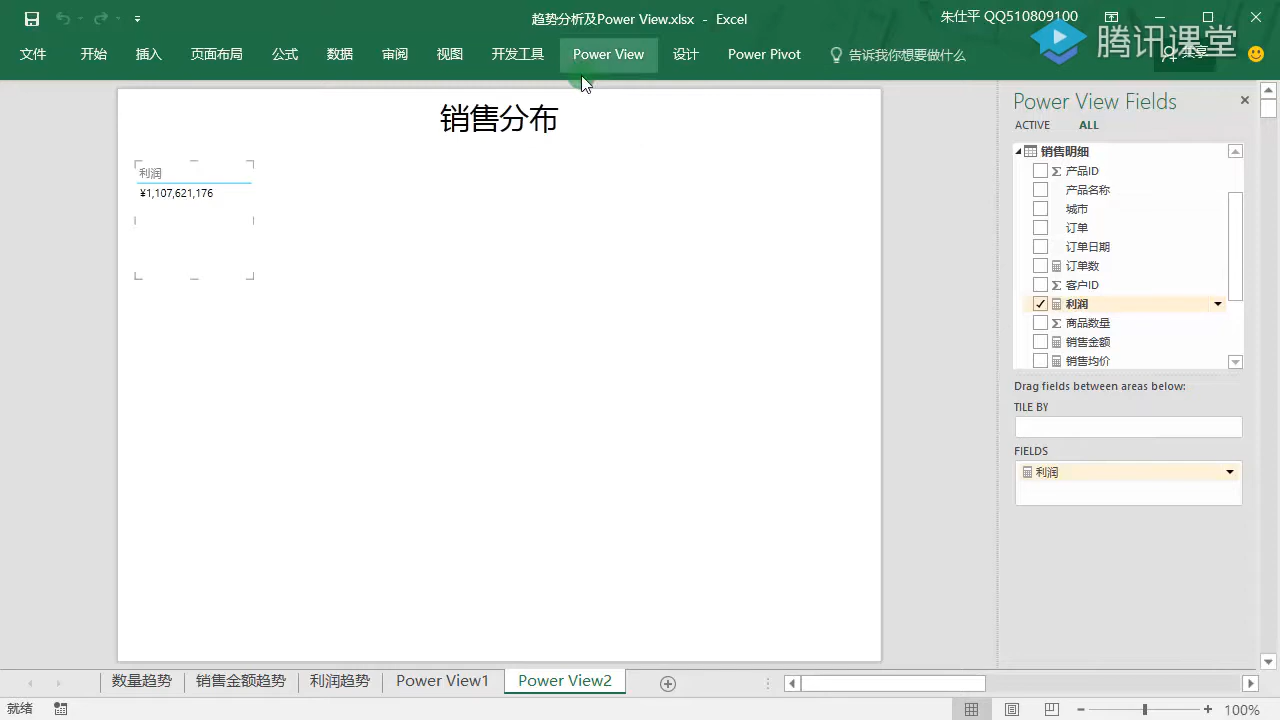 趋势分析及Power View.xlsx - Excel
朱仕平 QQ510809100
腾讯课堂
文件 开始 插入 页面布局 公式 数据 审阅 视图 开发工具 Power View 设计 Power Pivot 告诉我你想要做什么
共享
销售分布
利润
¥1,107,621,176
Power View Fields
ACTIVE ALL
销售明细
产品ID
产品名称
城市
订单
订单日期
订单数
客户ID
利润
商品数量
销售金额
销售均价
Drag fields between areas below:
TILE BY
FIELDS
利润
数量趋势 销售金额趋势 利润趋势 Power View1 Power View2
就绪
100%